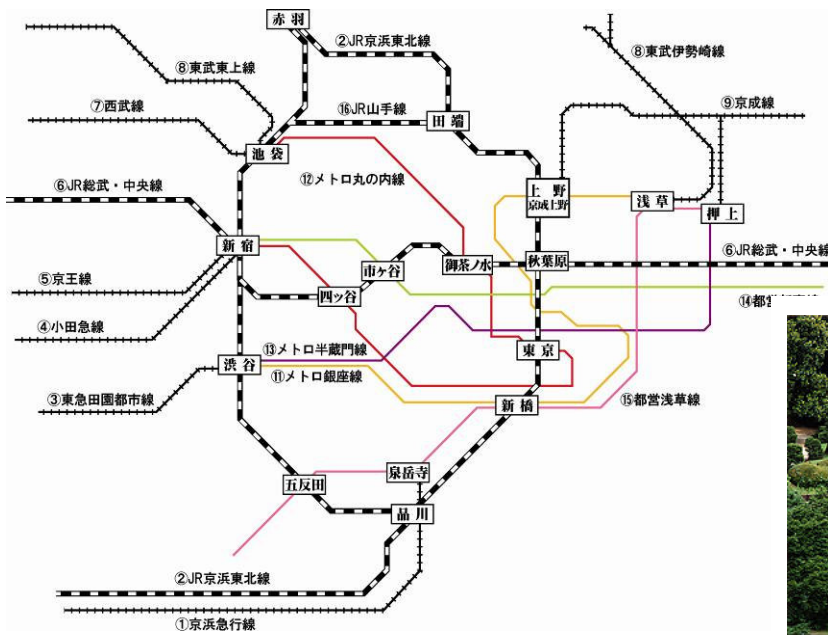 赤羽
②JR京浜東北線
⑧東武伊勢崎線
⑧東武東上線
⑦西武線
⑯JR山手線
田端
⑨京成線
池袋
⑫メトロ丸の内線
⑥JR総武・中央線
上野
京成上野
浅草
押上
新宿
市ヶ谷
御茶ノ水
秋葉原
⑥JR総武・中央線
⑤京王線
四ッ谷
⑭都営
④小田急線
⑬メトロ半蔵門線
東京
渋谷
⑪メトロ銀座線
③東急田園都市線
新橋
⑮都営浅草線
泉岳寺
五反田
品川
②JR京浜東北線
①京浜急行線